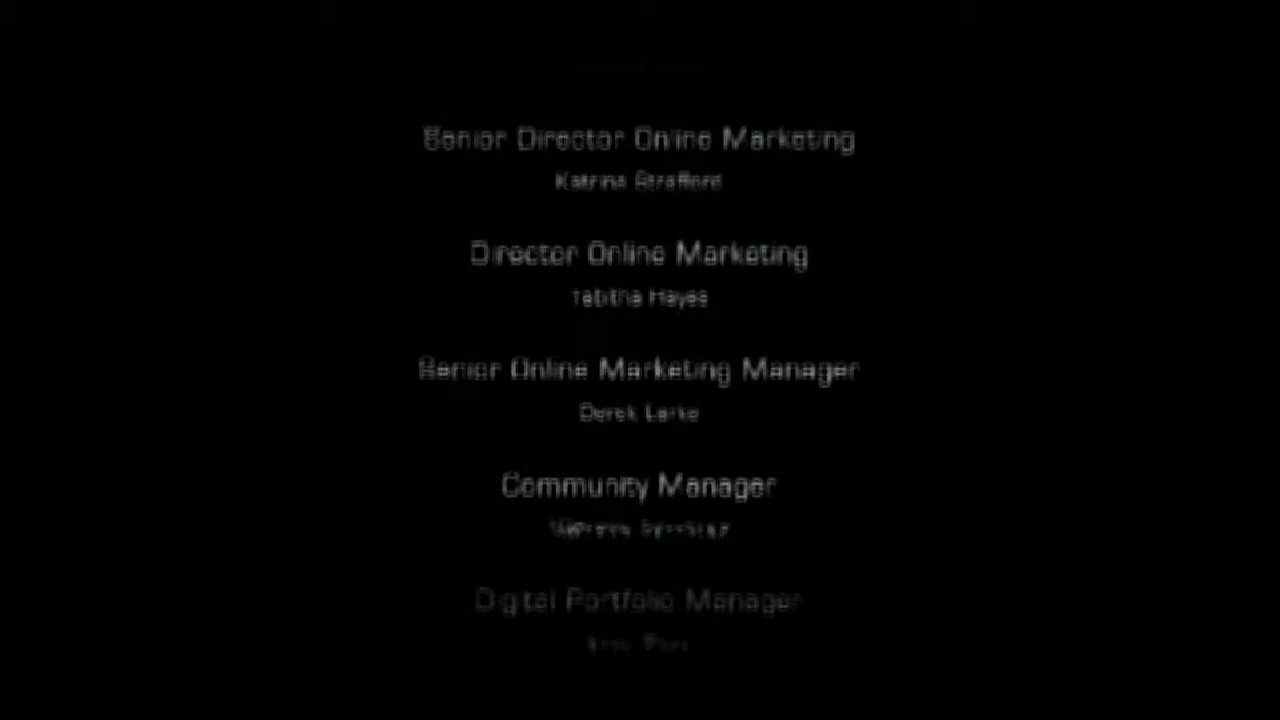 Senior Director Online Marketing
Katrina Strafford
Director Online Marketing
Tabitha Hayes
Senior Online Marketing Manager
Derek Larke
Community Manager
Digital Portfolio Manager